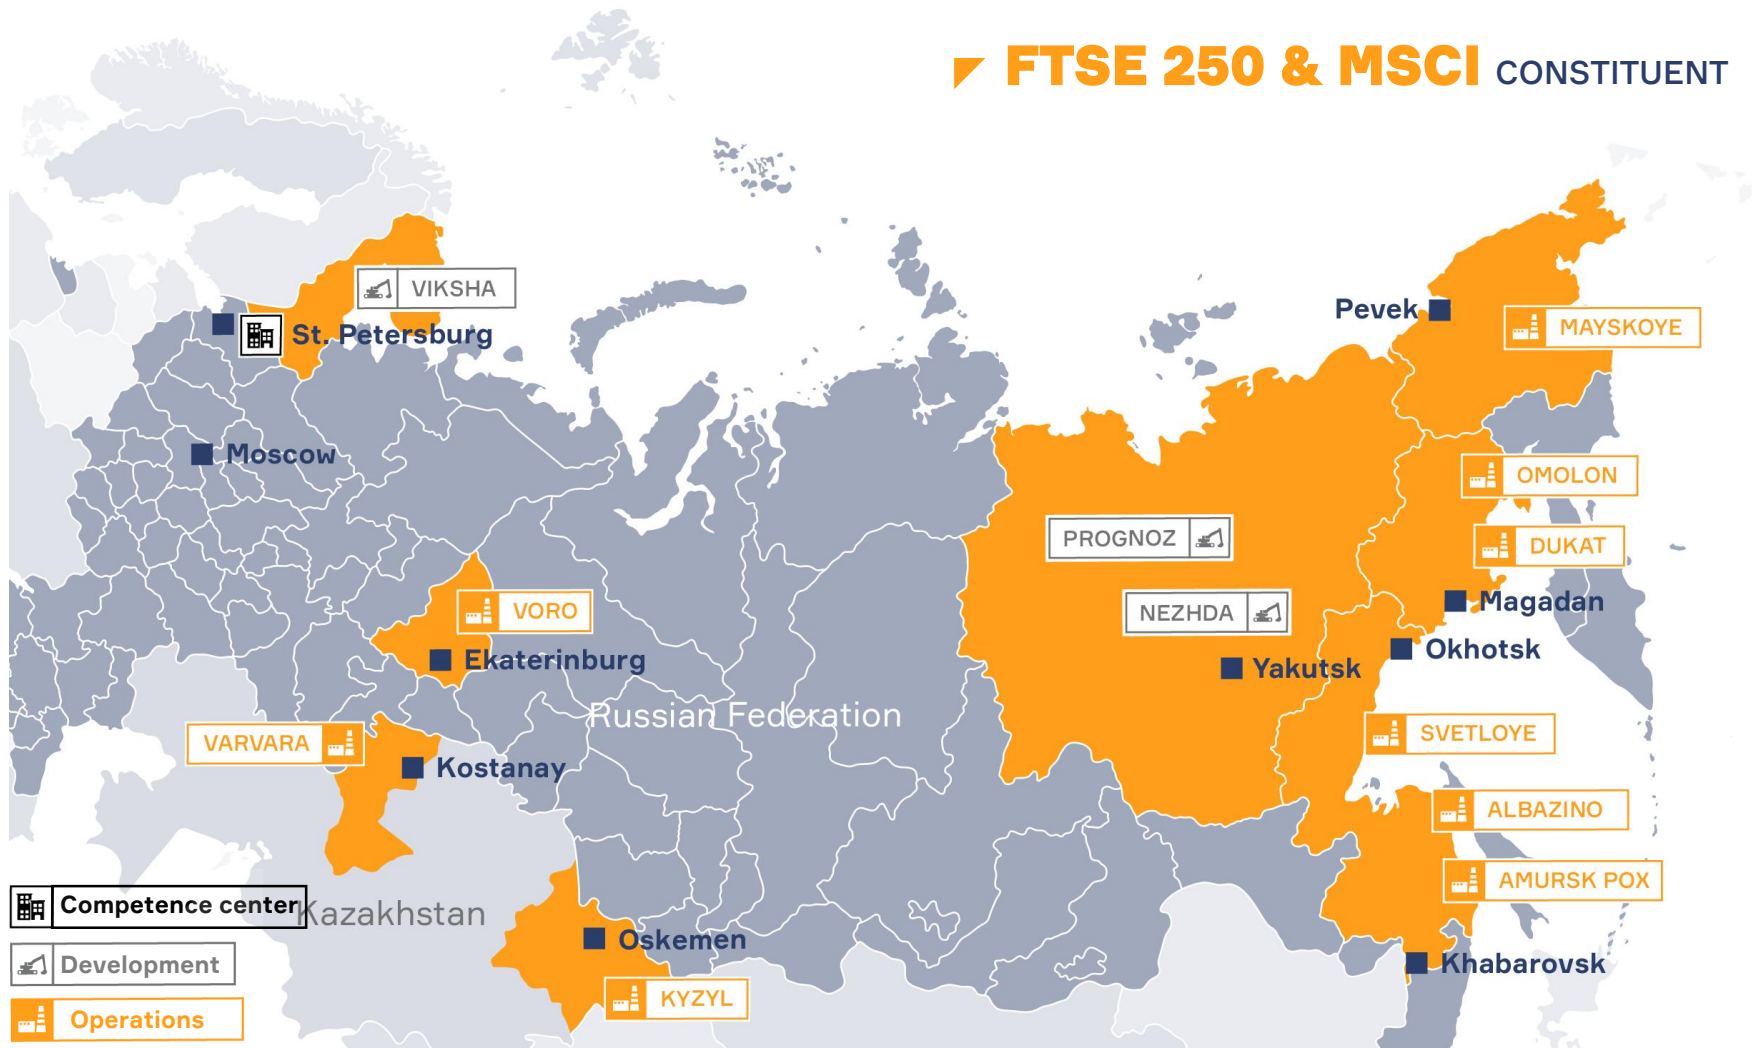 FTSE 250 & MSCI CONSTITUENT
VIKSHA
St. Petersburg
Pevek
MAYSKOYE
Moscow
OMOLON
PROGNOZ
DUKAT
VORO
NEZHDA
Magadan
Ekaterinburg
Okhotsk
Yakutsk
Russian Federation
VARVARA
SVETLOYE
Kostanay
ALBAZINO
AMURSK POX
Competence center
Kazakhstan
Oskemen
Development
Khabarovsk
KYZYL
Operations